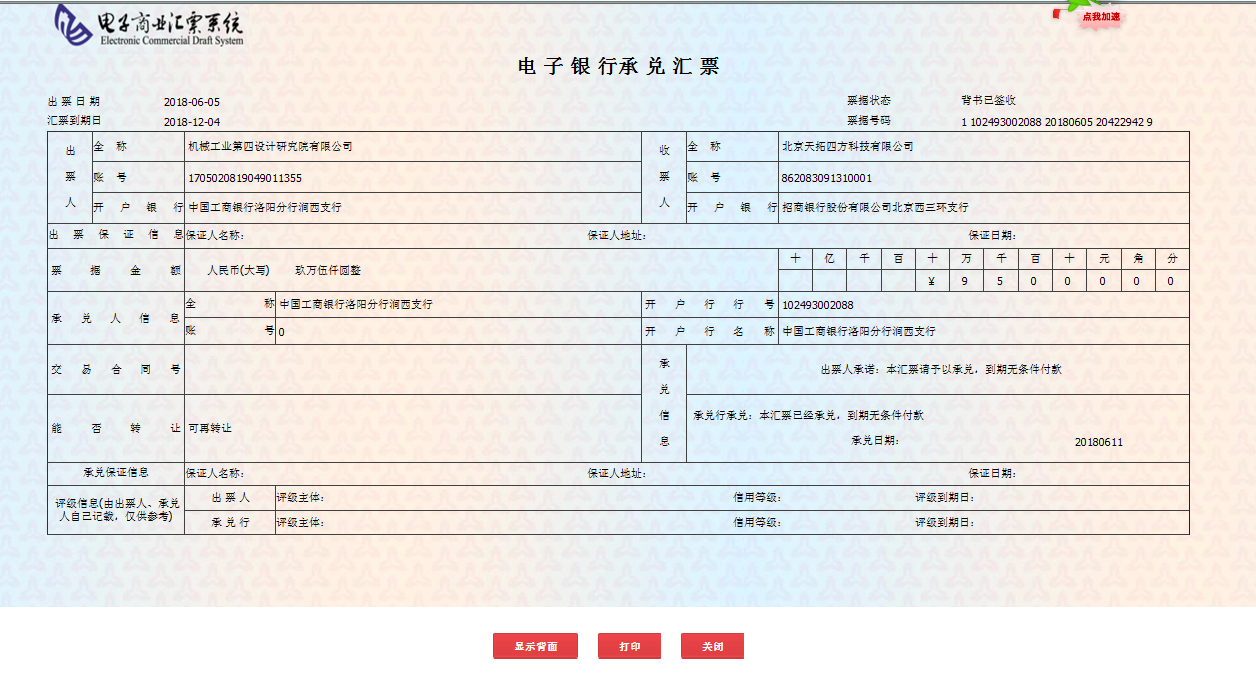 电子商业汇票系统
Electronic Commercial Draft System
点我加速
电子银行承兑汇票
出票日期 2018-06-05 票据状态 背书已签收
汇票到期日 2018-12-04 票据号码 1 102493002088 20180605 20422942 9
出票人 全称 机械工业第四设计研究院有限公司 收票人 全称 北京天拓四方科技有限公司
账号 1705020819049011355 账号 862083091310001
开户银行 中国工商银行洛阳分行涧西支行 开户银行 招商银行股份有限公司北京西三环支行
出票保证信息 保证人名称: 保证人地址: 保证日期:
票据金额 人民币(大写) 玖万伍仟圆整 十 亿 千 百 十 万 千 百 十 元 角 分
¥ 9 5 0 0 0 0 0
承兑人信息 全称 中国工商银行洛阳分行涧西支行 开户行行号 102493002088
账号 0 开户行名称 中国工商银行洛阳分行涧西支行
交易合同号 承兑信息 出票人承诺：本汇票请予以承兑，到期无条件付款
能否转让 可再转让 承兑行承兑：本汇票已经承兑，到期无条件付款
承兑日期: 20180611
承兑保证信息 保证人名称: 保证人地址: 保证日期:
评级信息(由出票人、承兑人自己记载，仅供参考) 出票人 评级主体: 信用等级: 评级到期日:
承兑行 评级主体: 信用等级: 评级到期日:
显示背面 打印 关闭